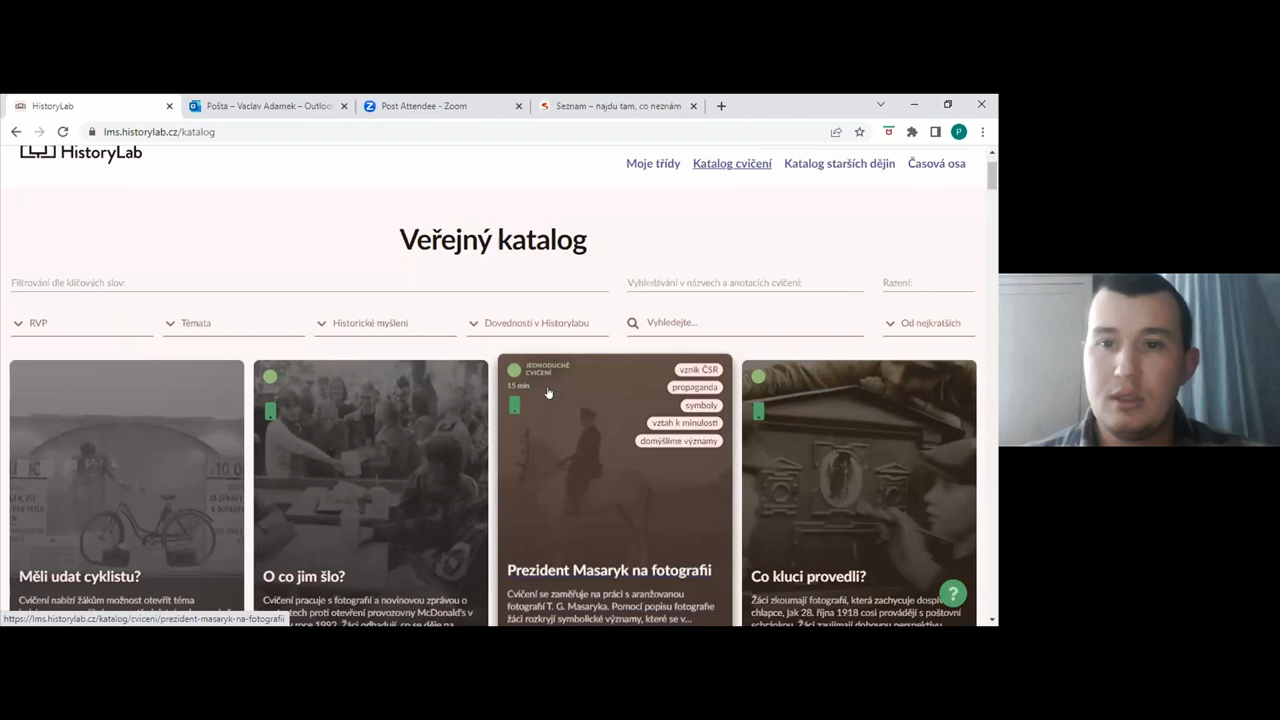 HistoryLab
Pošta – Vaclav Adamek – Outloo
Post Attendee - Zoom
Seznam – najdu tam, co neznám
lms.historylab.cz/katalog
P
HistoryLab
Moje třídy
Katalog cvičení
Katalog starších dějin
Časová osa
Veřejný katalog
Filtrování dle klíčových slov:
Vyhledávání v názvech a anotacích cvičení:
Řazení:
RVP
Témata
Historické myšlení
Dovednosti v Historylabu
Vyhledejte...
Od nejkratších
JEDNODUCHÉ
CVIČENÍ
15 min
vznik ČSR
propaganda
symboly
vztah k minulosti
domýšlíme významy
Měli udat cyklistu?
Cvičení nabízí žákům možnost otevřít téma
O co jim šlo?
Cvičení pracuje s fotografií a novinovou zprávou o
protestech proti otevření provozovny McDonald's v
roce 1992. Žáci odhadují, co se děje na
Prezident Masaryk na fotografii
Cvičení se zaměřuje na práci s aranžovanou
fotografií T. G. Masaryka. Pomocí popisu fotografie
žáci rozkryjí symbolické významy, které se v...
Co kluci provedli?
Žáci zkoumají fotografii, která zachycuje dospívající
chlapce, jak 28. října 1918 cosi provádějí s poštovní
schránkou. Žáci zaujímají dobovou perspektivu
?
https://lms.historylab.cz/katalog/cviceni/prezident-masaryk-na-fotografii